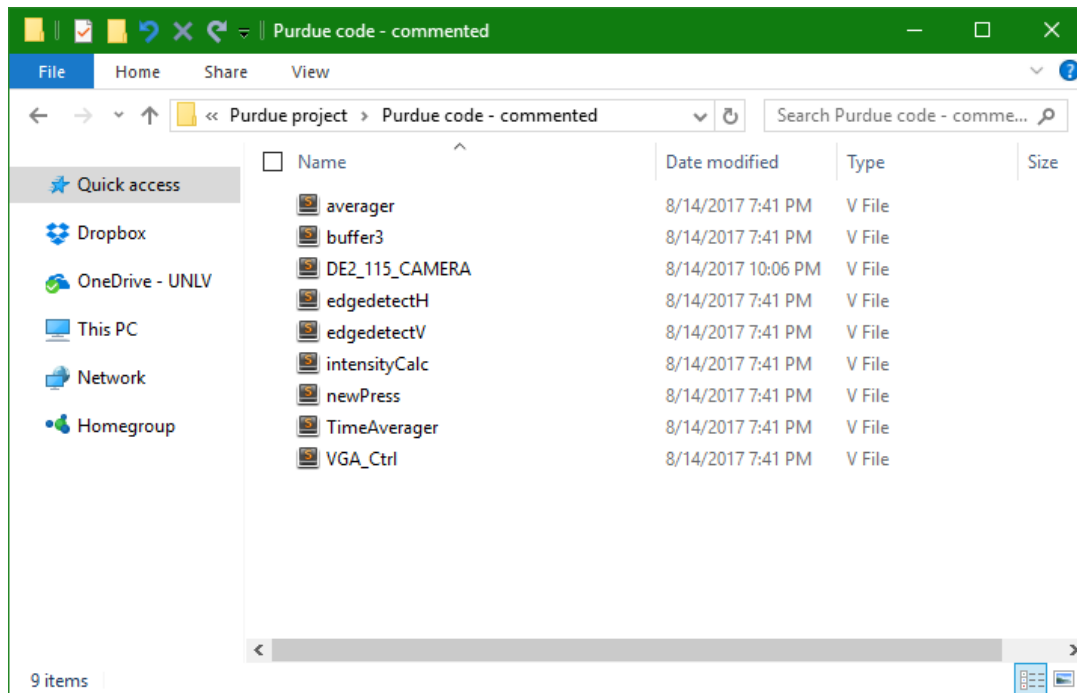 Purdue code - commented
File Home Share View
« Purdue project › Purdue code - commented Search Purdue code - comme...
Name Date modified Type Size
Quick access
Dropbox
OneDrive - UNLV
This PC
Network
Homegroup
averager 8/14/2017 7:41 PM V File
buffer3 8/14/2017 7:41 PM V File
DE2_115_CAMERA 8/14/2017 10:06 PM V File
edgedetectH 8/14/2017 7:41 PM V File
edgedetectV 8/14/2017 7:41 PM V File
intensityCalc 8/14/2017 7:41 PM V File
newPress 8/14/2017 7:41 PM V File
TimeAverager 8/14/2017 7:41 PM V File
VGA_Ctrl 8/14/2017 7:41 PM V File
9 items